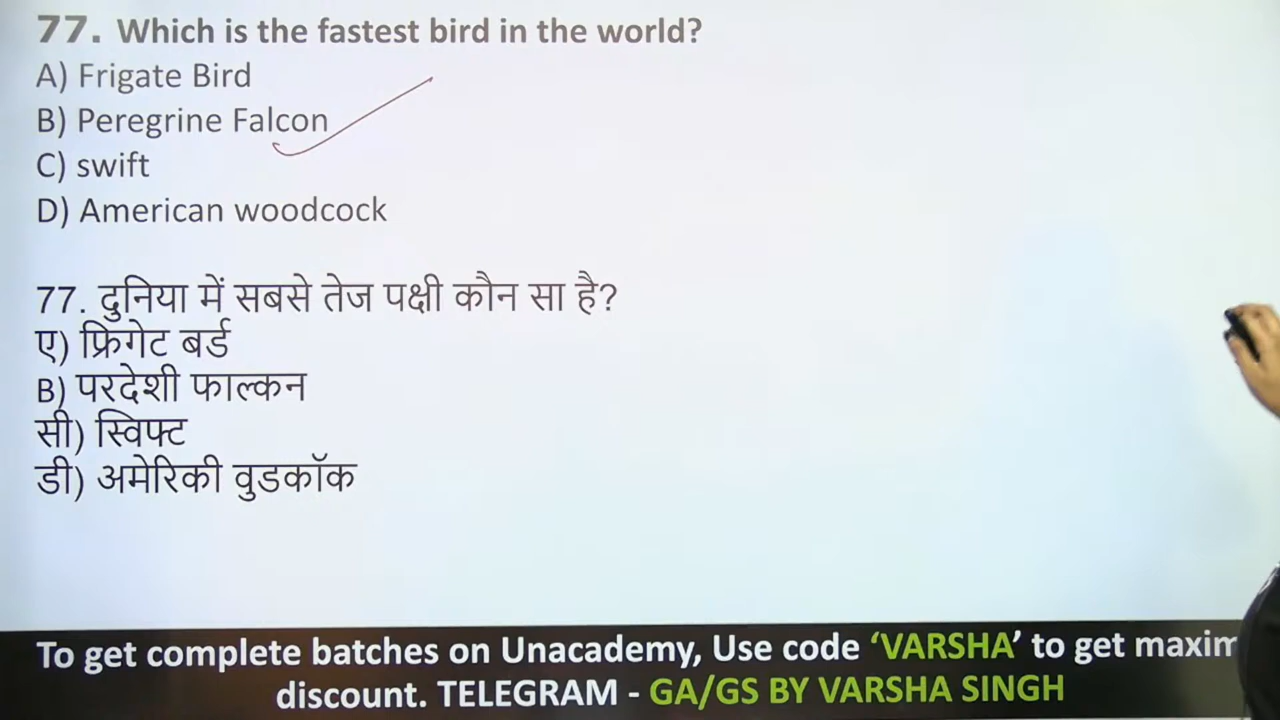 77. Which is the fastest bird in the world?
A) Frigate Bird
B) Peregrine Falcon
C) swift
D) American woodcock
77. दुनिया में सबसे तेज पक्षी कौन सा है?
ए) फ्रिगेट बर्ड
B) परदेशी फाल्कन
सी) स्विफ्ट
डी) अमेरिकी वुडकॉक
To get complete batches on Unacademy, Use code ‘VARSHA’ to get maxim
discount. TELEGRAM - GA/GS BY VARSHA SINGH